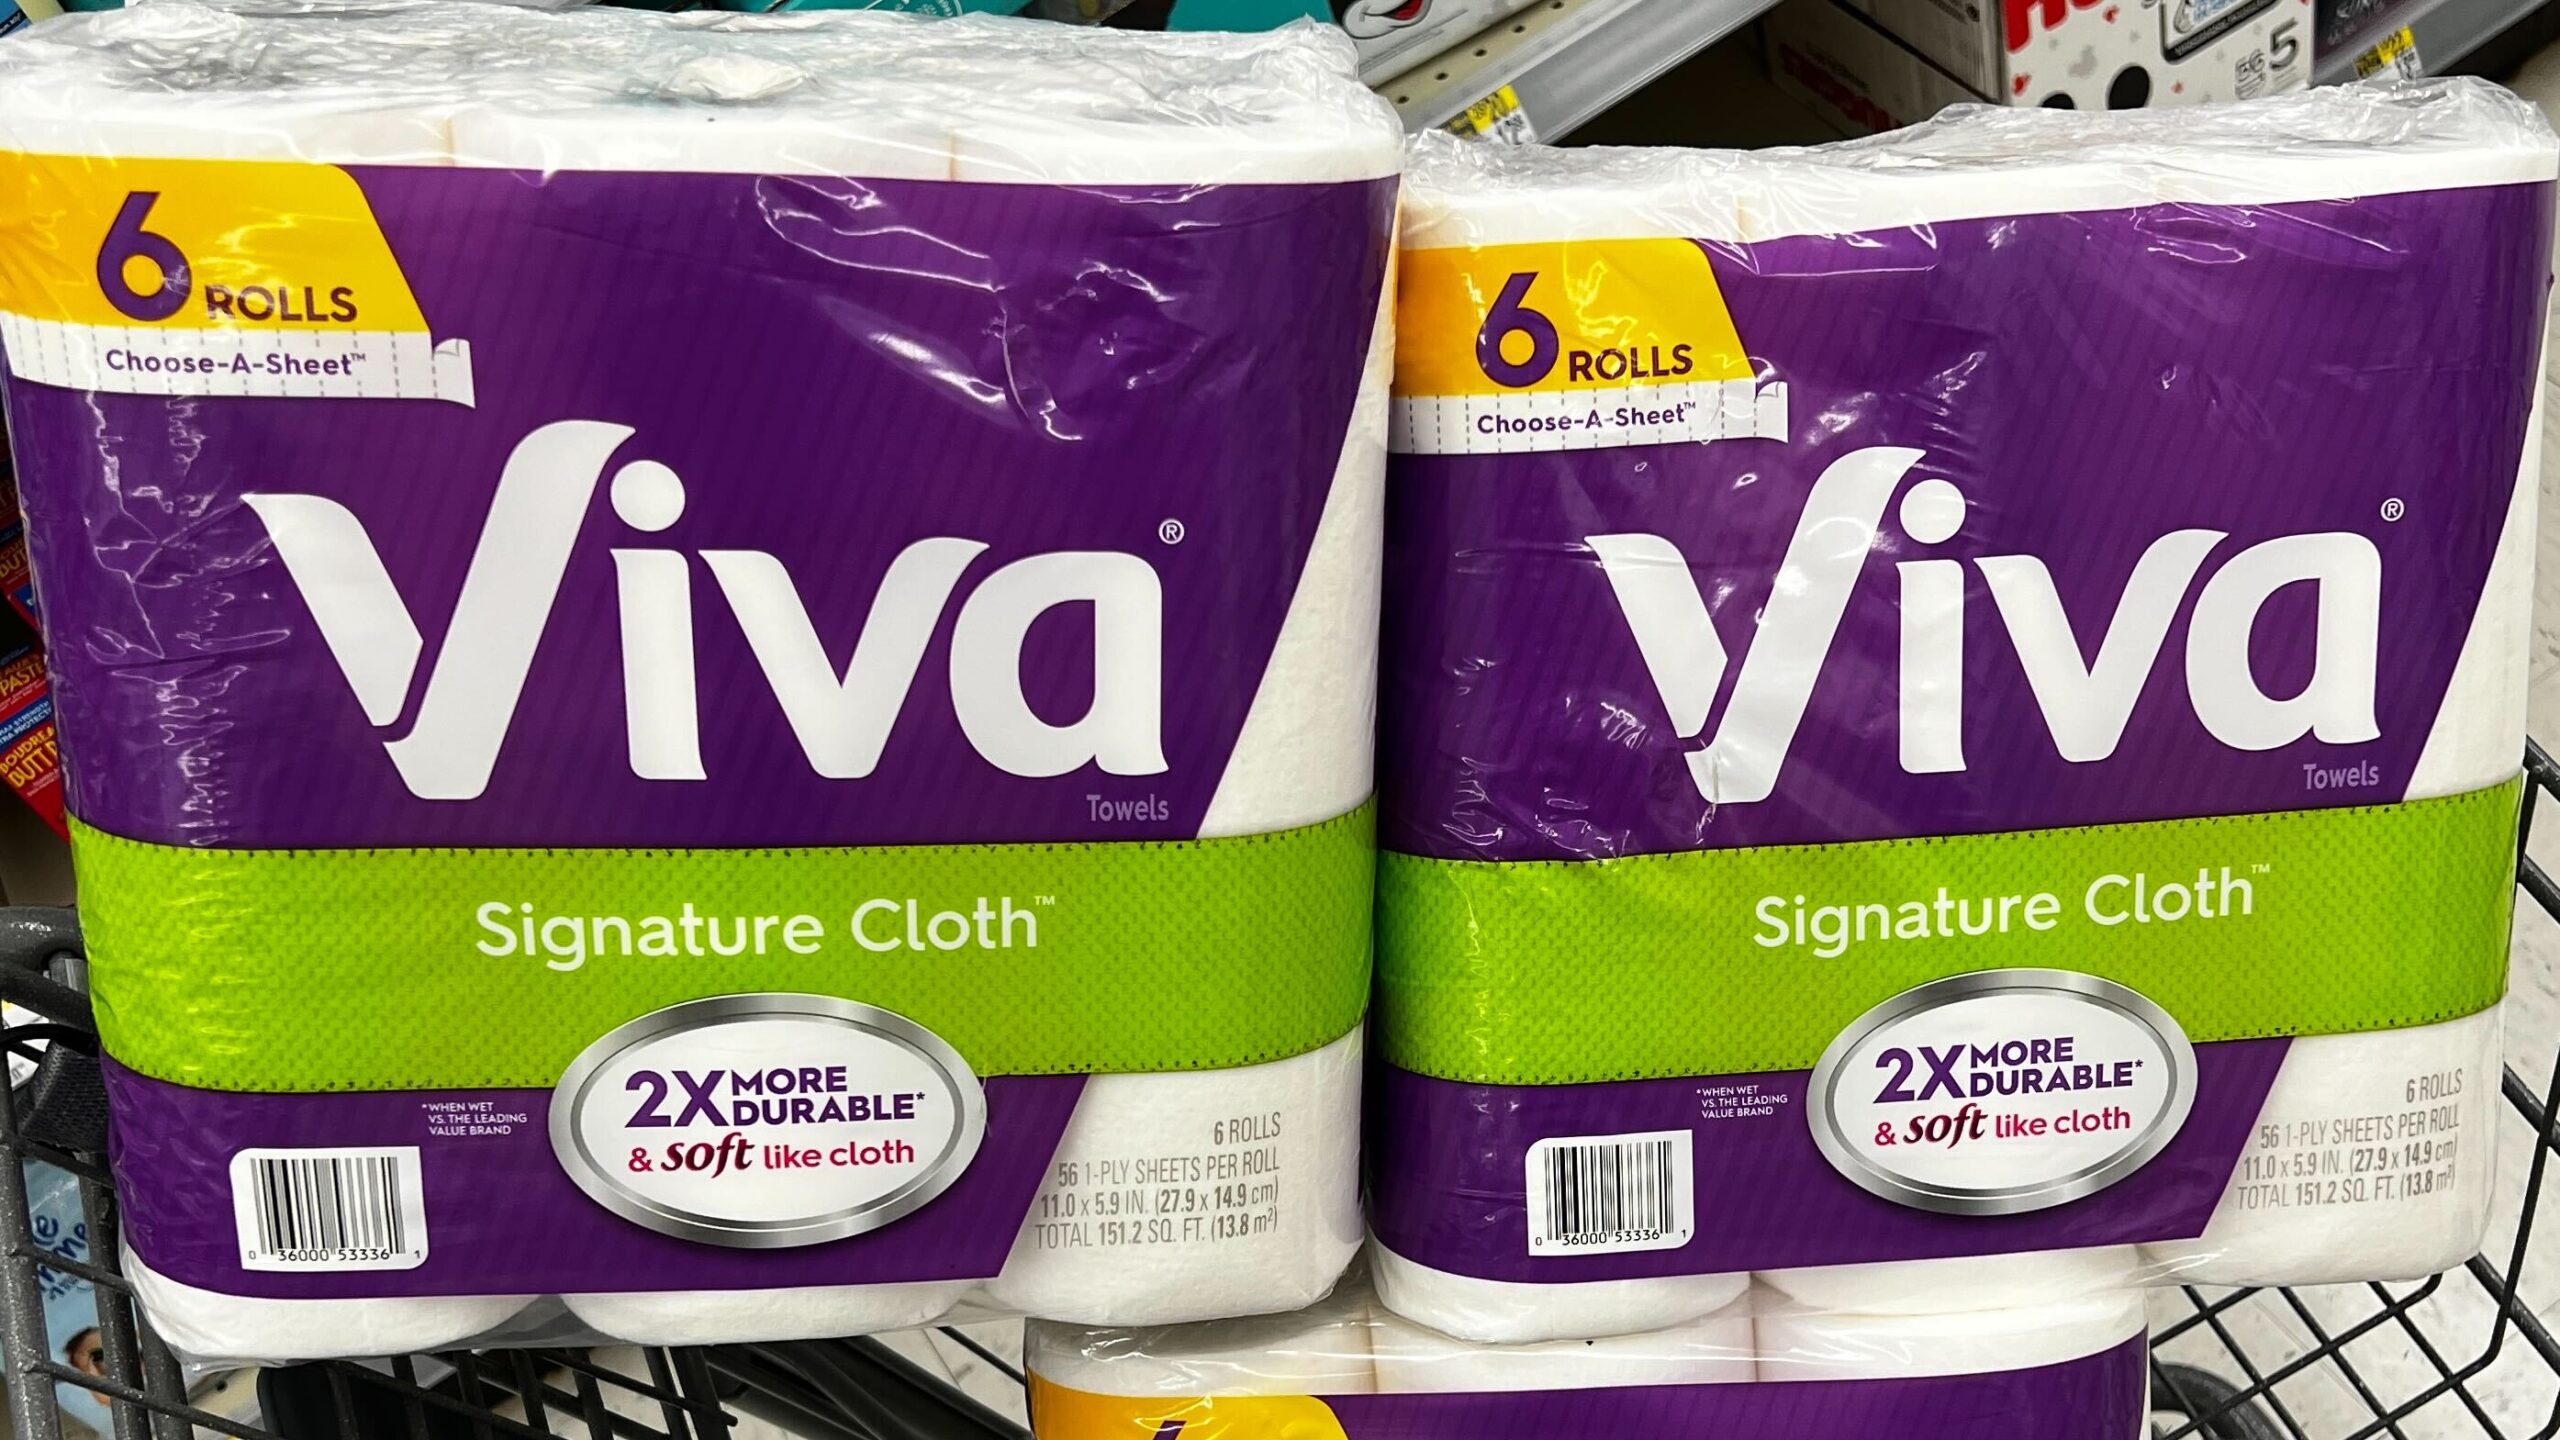 6 ROLLS
Choose-A-Sheet™
Viva®
Towels
Signature Cloth™
2X MORE
DURABLE*
& soft like cloth
*WHEN WET
VS. THE LEADING
VALUE BRAND
0 36000 53336 1
6 ROLLS
56 1-PLY SHEETS PER ROLL
11.0 x 5.9 IN. (27.9 x 14.9 cm)
TOTAL 151.2 SQ. FT. (13.8 m²)
6 ROLLS
Choose-A-Sheet™
Viva®
Towels
Signature Cloth™
2X MORE
DURABLE*
& soft like cloth
*WHEN WET
VS. THE LEADING
VALUE BRAND
0 36000 53336 1
6 ROLLS
56 1-PLY SHEETS PER ROLL
11.0 x 5.9 IN. (27.9 x 14.9 cm)
TOTAL 151.2 SQ. FT. (13.8 m²)
5
PASTE
BUTT